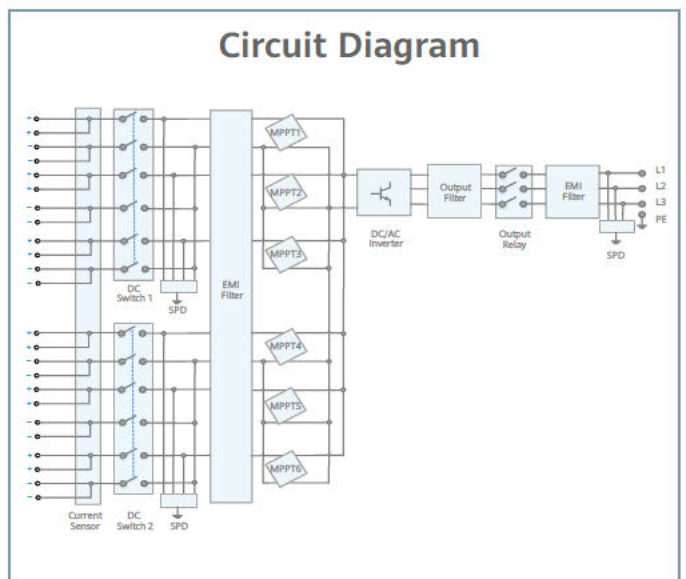 Circuit Diagram
+
+
-
-
+
+
-
-
+
+
-
-
+
+
-
-
+
+
-
-
+
+
-
-
Current
Sensor
DC
Switch 1
SPD
DC
Switch 2
SPD
EMI
Filter
MPPT1
MPPT2
MPPT3
MPPT4
MPPT5
MPPT6
DC/AC
Inverter
Output
Filter
Output
Relay
EMI
Filter
L1
L2
L3
PE
SPD